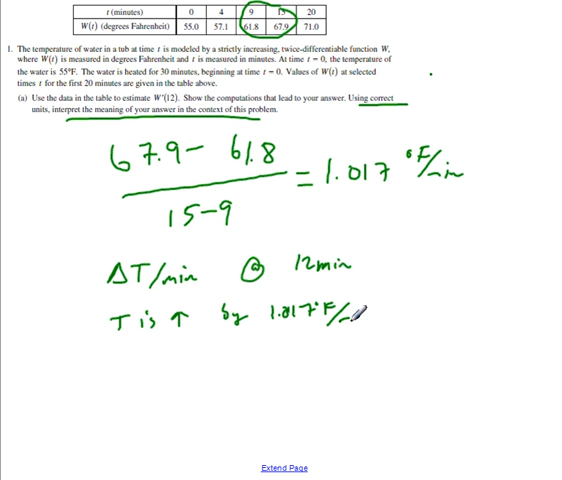 t (minutes) 0 4 9 15 20
W(t) (degrees Fahrenheit) 55.0 57.1 61.8 67.9 71.0
1. The temperature of water in a tub at time t is modeled by a strictly increasing, twice-differentiable function W,
where W(t) is measured in degrees Fahrenheit and t is measured in minutes. At time t = 0, the temperature of
the water is 55°F. The water is heated for 30 minutes, beginning at time t = 0. Values of W(t) at selected
times t for the first 20 minutes are given in the table above.
(a) Use the data in the table to estimate W′(12). Show the computations that lead to your answer. Using correct
units, interpret the meaning of your answer in the context of this problem.
67.9 – 61.8
= 1.017 °F/min
15–9
ΔT/min @ 12min
T is ↑ by 1.017°F/
Extend Page